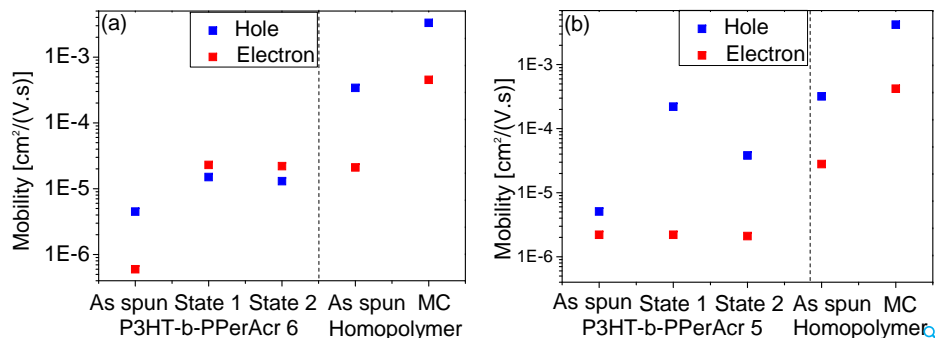 (a)
Hole
Electron
Mobility [cm²/(V.s)]
1E-3
1E-4
1E-5
1E-6
As spun State 1 State 2 As spun MC
P3HT-b-PPerAcr 6 Homopolymer
(b)
Hole
Electron
Mobility [cm²/(V.s)]
1E-3
1E-4
1E-5
1E-6
As spun State 1 State 2 As spun MC
P3HT-b-PPerAcr 5 Homopolymer